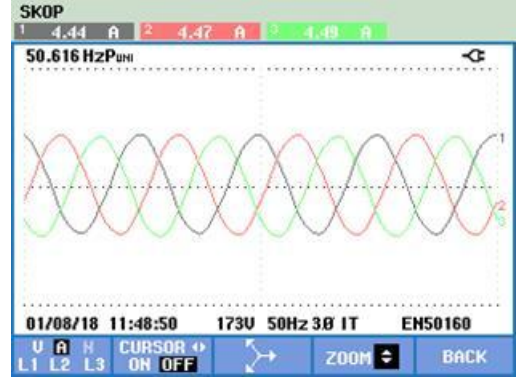 SKOP
1 4.44 A 2 4.47 A 3 4.49 A
50.616 HzPUNI
1
2
3
01/08/18 11:48:50 173V 50Hz 3Ø IT EN50160
V A H CURSOR ZOOM BACK
L1 L2 L3 ON OFF